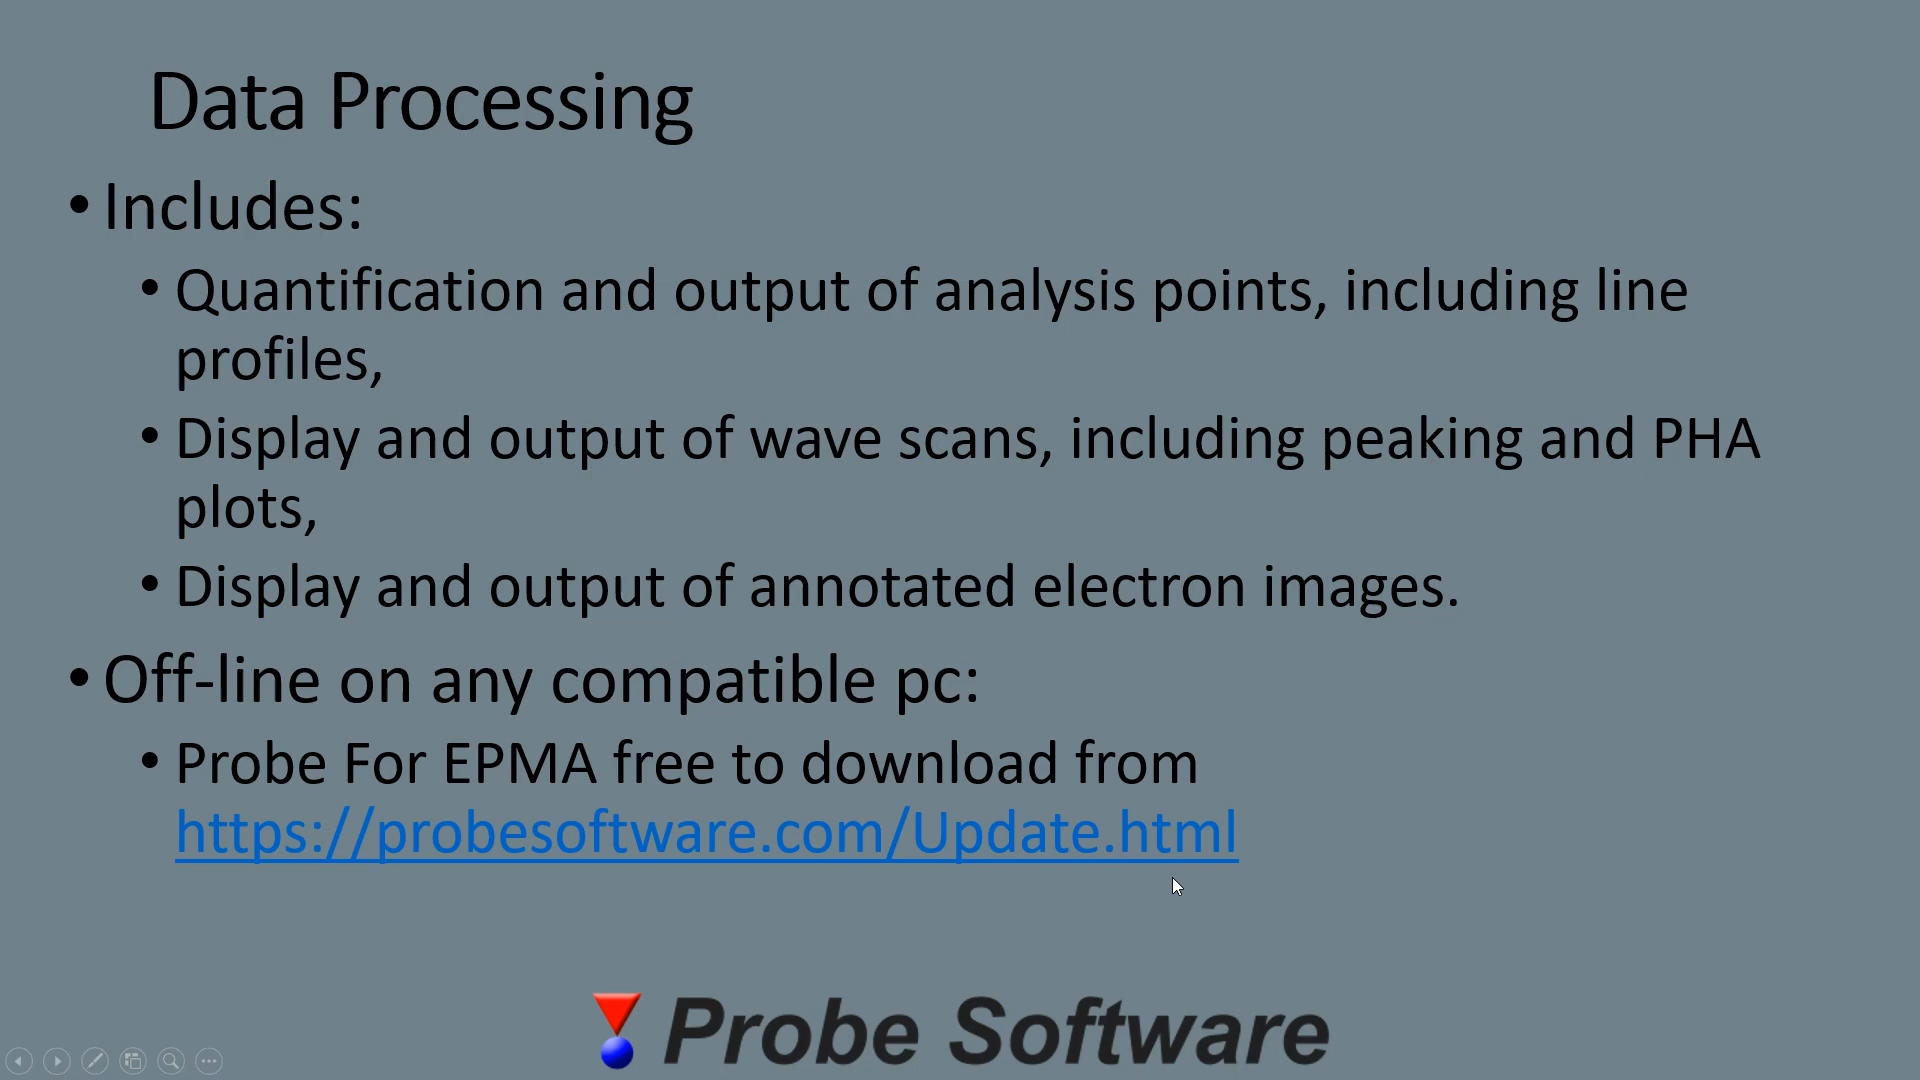 Data Processing
• Includes:
• Quantification and output of analysis points, including line
profiles,
• Display and output of wave scans, including peaking and PHA
plots,
• Display and output of annotated electron images.
• Off-line on any compatible pc:
• Probe For EPMA free to download from
https://probesoftware.com/Update.html
Probe Software